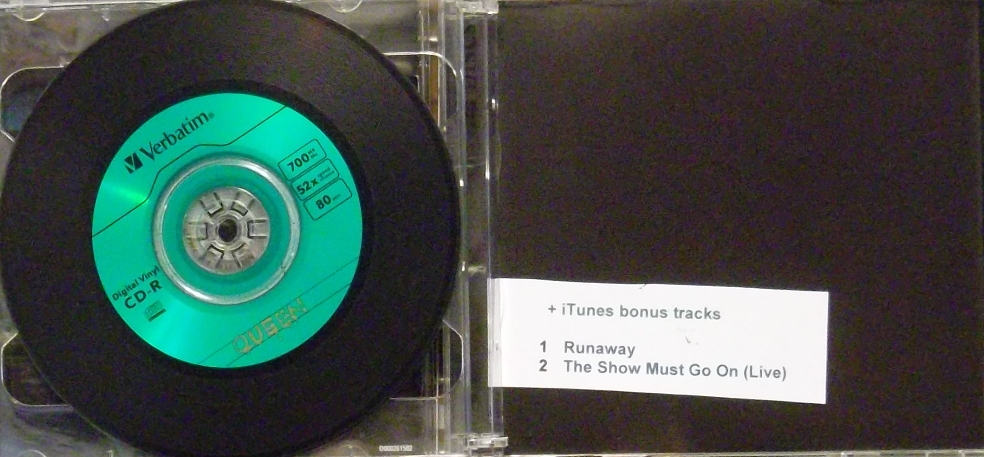 Verbatim®
700
52x
80
Digital Vinyl
CD-R
QUEEN
+ iTunes bonus tracks
1 Runaway
2 The Show Must Go On (Live)